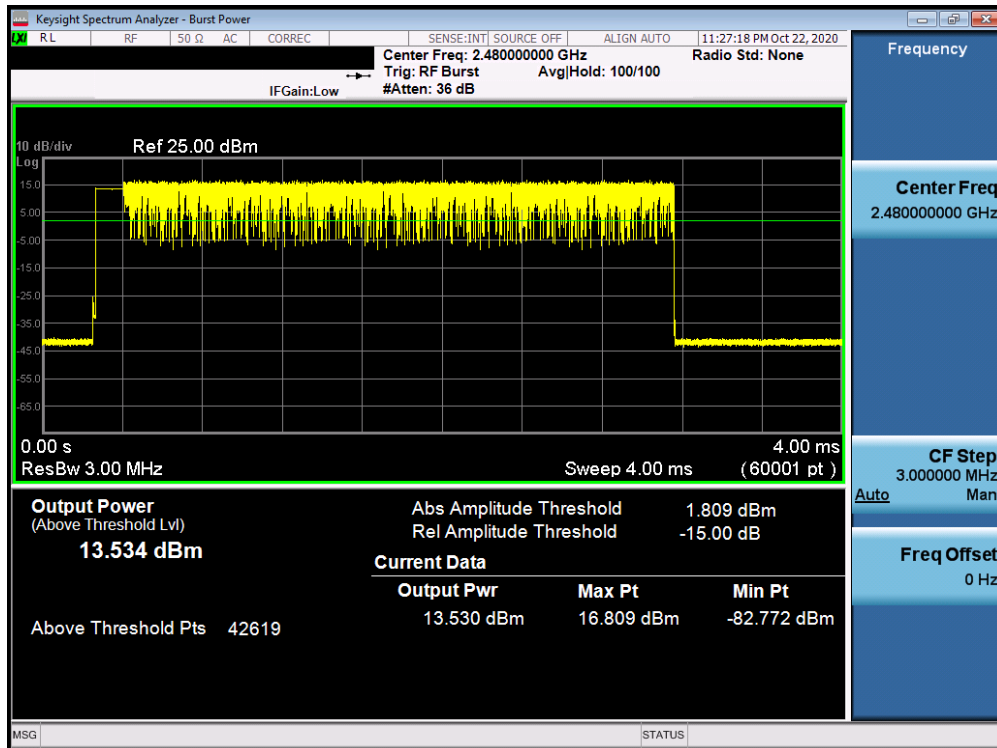 Keysight Spectrum Analyzer - Burst Power
LXI RL RF 50 Ω AC CORREC SENSE:INT SOURCE OFF ALIGN AUTO 11:27:18 PM Oct 22, 2020
Center Freq: 2.480000000 GHz Radio Std: None
Trig: RF Burst Avg|Hold: 100/100
IFGain:Low #Atten: 36 dB
10 dB/div Ref 25.00 dBm
Log
15.0
5.00
-5.00
-15.0
-25.0
-35.0
-45.0
-55.0
-65.0
0.00 s 4.00 ms
ResBw 3.00 MHz Sweep 4.00 ms (60001 pt )
Output Power
(Above Threshold Lvl)
13.534 dBm
Above Threshold Pts 42619
Abs Amplitude Threshold 1.809 dBm
Rel Amplitude Threshold -15.00 dB
Current Data
Output Pwr Max Pt Min Pt
13.530 dBm 16.809 dBm -82.772 dBm
Frequency
Center Freq
2.480000000 GHz
CF Step
3.000000 MHz
Auto Man
Freq Offset
0 Hz
MSG STATUS